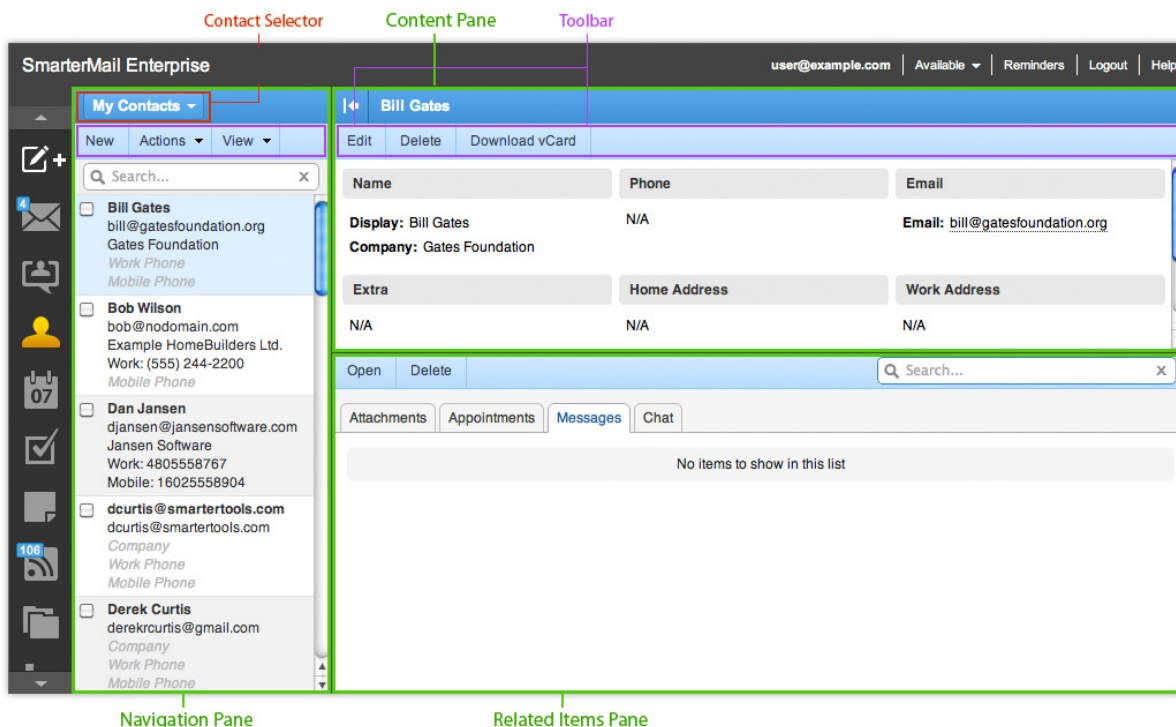 Contact Selector Content Pane Toolbar
SmarterMail Enterprise user@example.com Available Reminders Logout Help
My Contacts Bill Gates
New Actions View Edit Delete Download vCard
Search... x
Bill Gates
bill@gatesfoundation.org
Gates Foundation
Work Phone
Mobile Phone
Bob Wilson
bob@nodomain.com
Example HomeBuilders Ltd.
Work: (555) 244-2200
Mobile Phone
Dan Jansen
djansen@jansensoftware.com
Jansen Software
Work: 4805558767
Mobile: 16025558904
dcurtis@smartertools.com
dcurtis@smartertools.com
Company
Work Phone
Mobile Phone
Derek Curtis
derekrcurtis@gmail.com
Company
Work Phone
Mobile Phone
4
07
106
Name Phone Email
Display: Bill Gates N/A Email: bill@gatesfoundation.org
Company: Gates Foundation
Extra Home Address Work Address
N/A N/A N/A
Open Delete Search... x
Attachments Appointments Messages Chat
No items to show in this list
Navigation Pane Related Items Pane